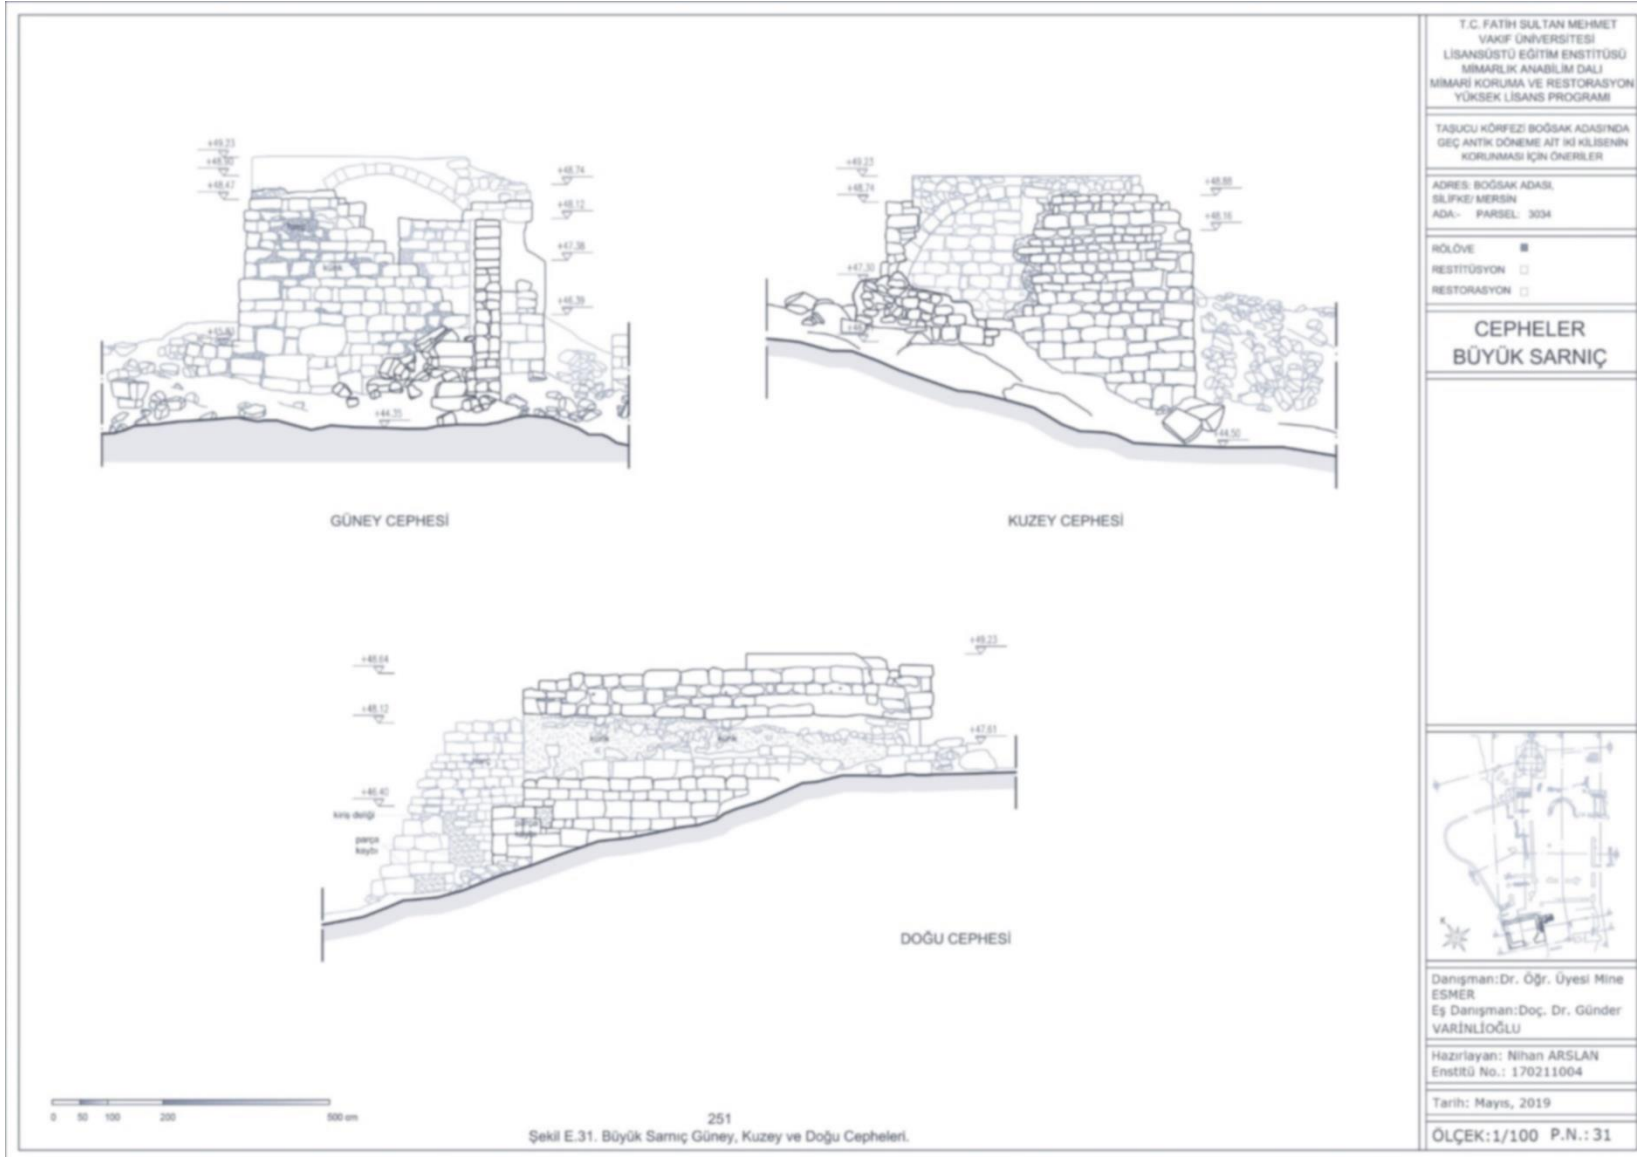 T.C. FATİH SULTAN MEHMET
VAKIF ÜNİVERSİTESİ
LİSANSÜSTÜ EĞİTİM ENSTİTÜSÜ
MİMARLIK ANABİLİM DALI
MİMARİ KORUMA VE RESTORASYON
YÜKSEK LİSANS PROGRAMI
TAŞUCU KÖRFEZİ BOĞSAK ADASI'NDA
GEÇ ANTİK DÖNEME AİT İKİ KİLİSENİN
KORUNMASI İÇİN ÖNERİLER
ADRES: BOĞSAK ADASI,
SİLİFKE/ MERSİN
ADA:- PARSEL: 3034
RÖLÖVE
RESTİTÜSYON
RESTORASYON
CEPHELER
BÜYÜK SARNIÇ
+49.23
+48.90
+48.47
+48.74
+48.12
+47.38
+46.39
künk
+44.35
GÜNEY CEPHESİ
+49.23
+48.74
+47.30
+48.88
+48.16
+44.50
KUZEY CEPHESİ
+48.64
+48.12
+46.40
kiriş deliği
parça
kaybı
künk
künk
+49.23
+47.61
DOĞU CEPHESİ
K
Danışman:Dr. Öğr. Üyesi Mine
ESMER
Eş Danışman:Doç. Dr. Günder
VARİNLİOĞLU
Hazırlayan: Nihan ARSLAN
Enstitü No.: 170211004
Tarih: Mayıs, 2019
ÖLÇEK:1/100 P.N.: 31
0 50 100 200 500 cm
251
Şekil E.31. Büyük Sarnıç Güney, Kuzey ve Doğu Cepheleri.